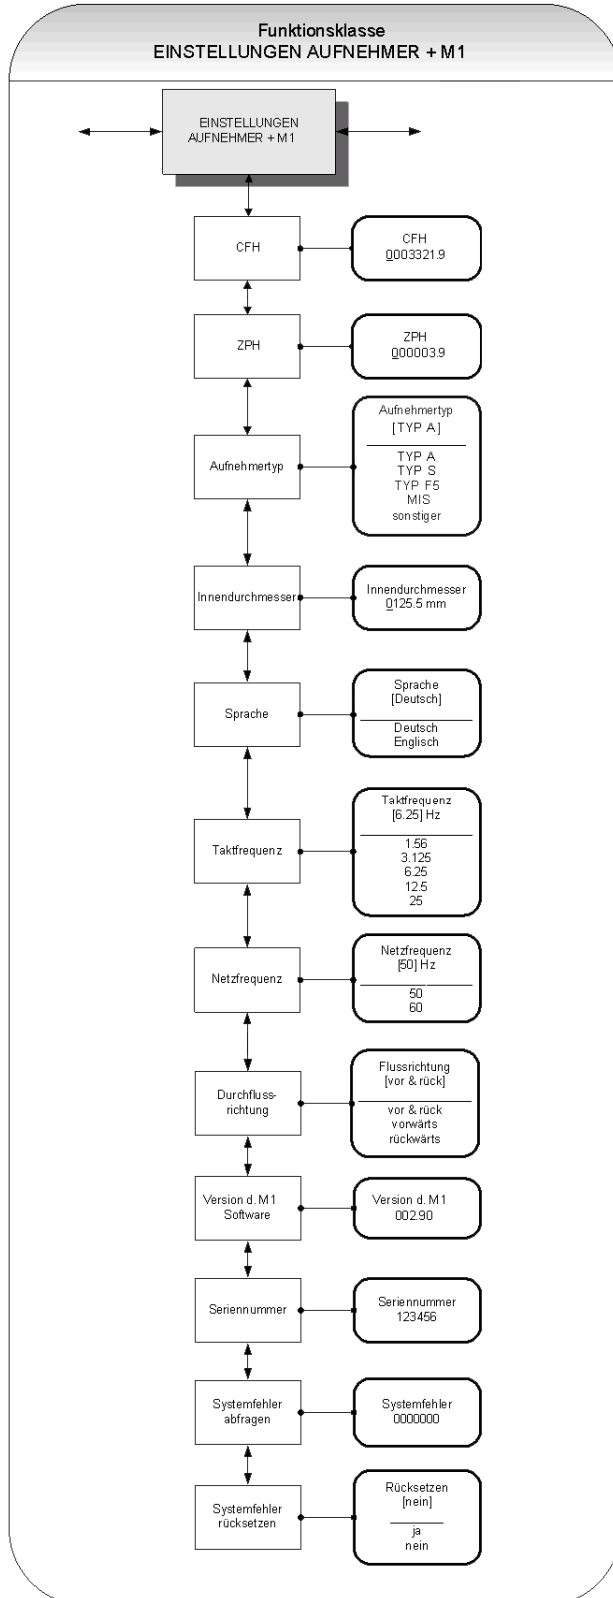 Funktionsklasse
EINSTELLUNGEN AUFNEHMER + M1
EINSTELLUNGEN
AUFNEHMER + M1
CFH
CFH
0003321.9
ZPH
ZPH
000003.9
Aufnehmertyp
Aufnehmertyp
[TYP A]
TYP A
TYP S
TYP F5
MIS
sonstiger
Innendurchmesser
Innendurchmesser
0125.5 mm
Sprache
Sprache
[Deutsch]
Deutsch
Englisch
Taktfrequenz
Taktfrequenz
[6.25] Hz
1.56
3.125
6.25
12.5
25
Netzfrequenz
Netzfrequenz
[50] Hz
50
60
Durchfluss-
richtung
Flussrichtung
[vor & rück]
vor & rück
vorwärts
rückwärts
Version d. M1
Software
Version d. M1
002.90
Seriennummer
Seriennummer
123456
Systemfehler
abfragen
Systemfehler
0000000
Systemfehler
rücksetzen
Rücksetzen
[nein]
ja
nein